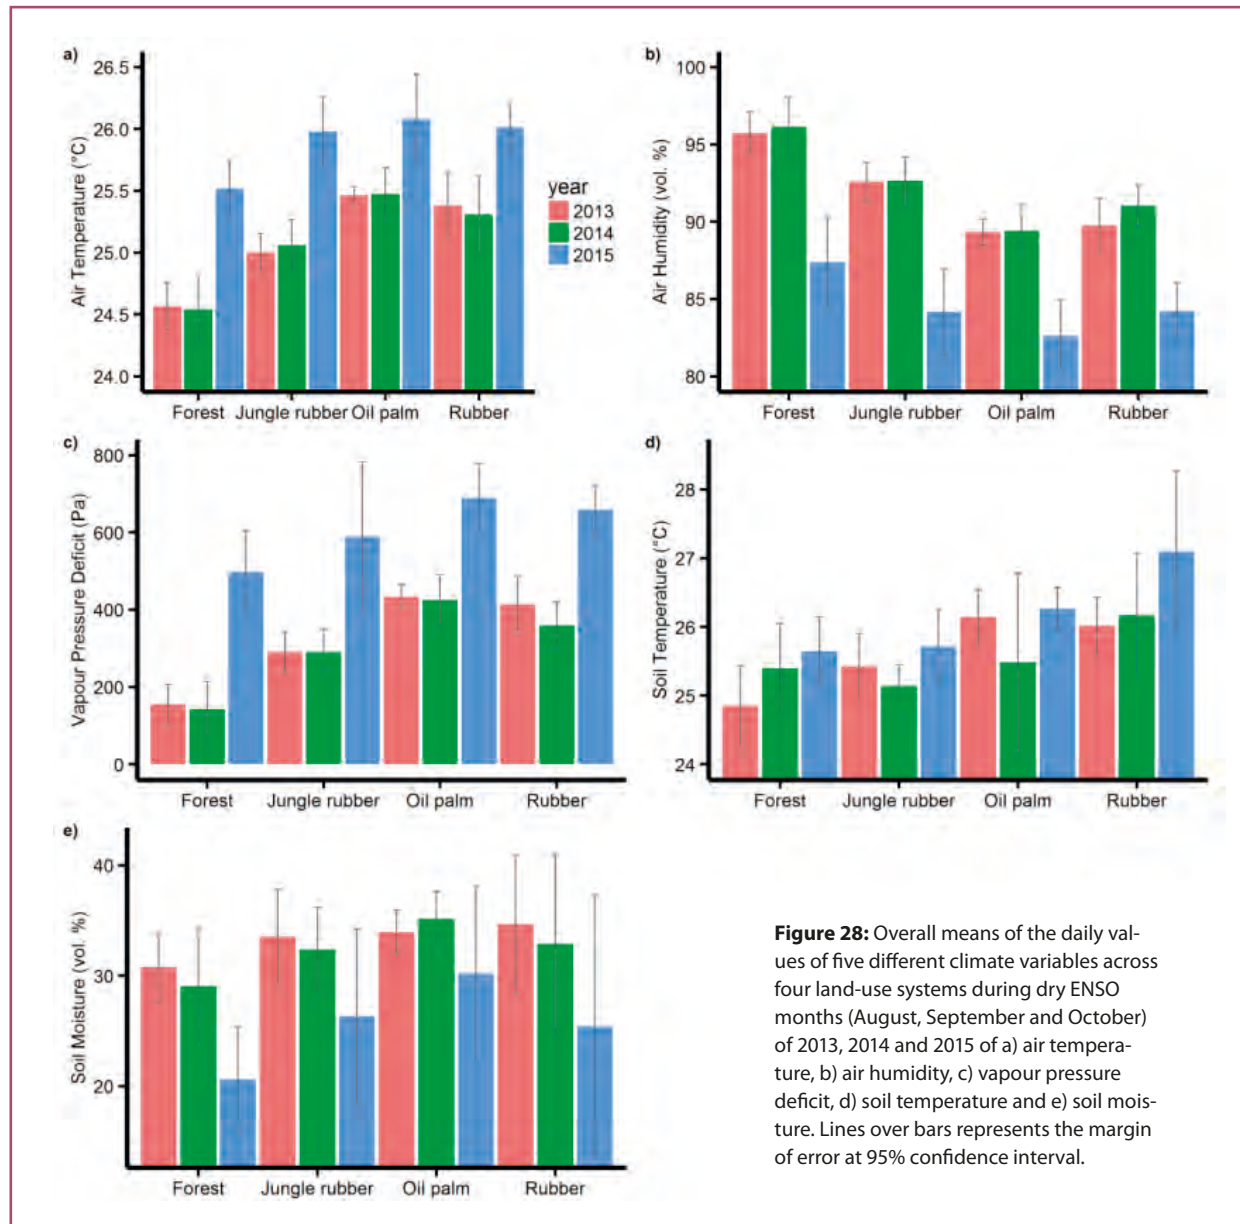 a)
26.5
26.0
25.5
25.0
24.5
24.0
Air Temperature (°C)
Forest Jungle rubber Oil palm Rubber
year
2013
2014
2015
b)
100
95
90
85
80
Air Humidity (vol. %)
Forest Jungle rubber Oil palm Rubber
c)
800
600
400
200
0
Vapour Pressure Deficit (Pa)
Forest Jungle rubber Oil palm Rubber
d)
28
27
26
25
24
Soil Temperature (°C)
Forest Jungle rubber Oil palm Rubber
e)
40
30
20
Soil Moisture (vol. %)
Forest Jungle rubber Oil palm Rubber
Figure 28: Overall means of the daily val-
ues of five different climate variables across
four land-use systems during dry ENSO
months (August, September and October)
of 2013, 2014 and 2015 of a) air tempera-
ture, b) air humidity, c) vapour pressure
deficit, d) soil temperature and e) soil mois-
ture. Lines over bars represents the margin
of error at 95% confidence interval.